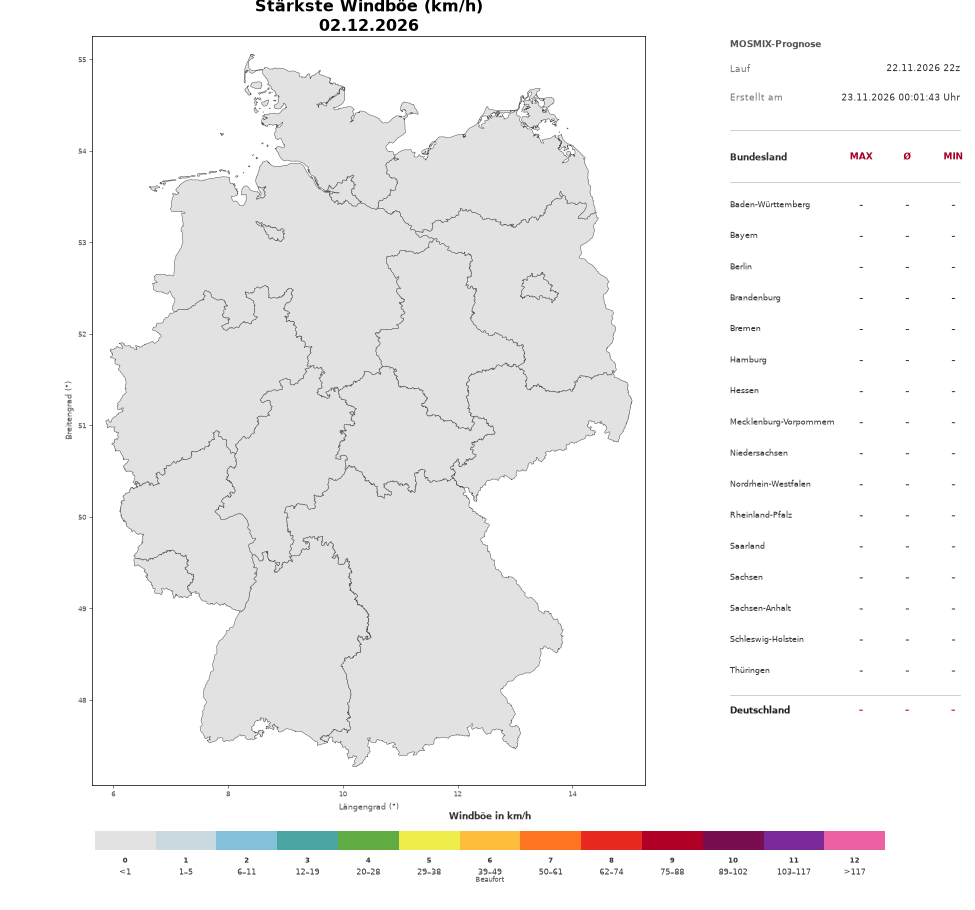 Stärkste Windböe (km/h)
02.12.2026
MOSMIX-Prognose
Lauf 22.11.2026 22z
Erstellt am 23.11.2026 00:01:43 Uhr
Bundesland MAX Ø MIN
Baden-Württemberg - - -
Bayern - - -
Berlin - - -
Brandenburg - - -
Bremen - - -
Hamburg - - -
Hessen - - -
Mecklenburg-Vorpommern - - -
Niedersachsen - - -
Nordrhein-Westfalen - - -
Rheinland-Pfalz - - -
Saarland - - -
Sachsen - - -
Sachsen-Anhalt - - -
Schleswig-Holstein - - -
Thüringen - - -
Deutschland - - -
55
54
53
52
51
50
49
48
Breitengrad (°)
6 8 10 12 14
Längengrad (°)
Windböe in km/h
0 1 2 3 4 5 6 7 8 9 10 11 12
<1 1–5 6–11 12–19 20–28 29–38 39–49 50–61 62–74 75–88 89–102 103–117 >117
Beaufort